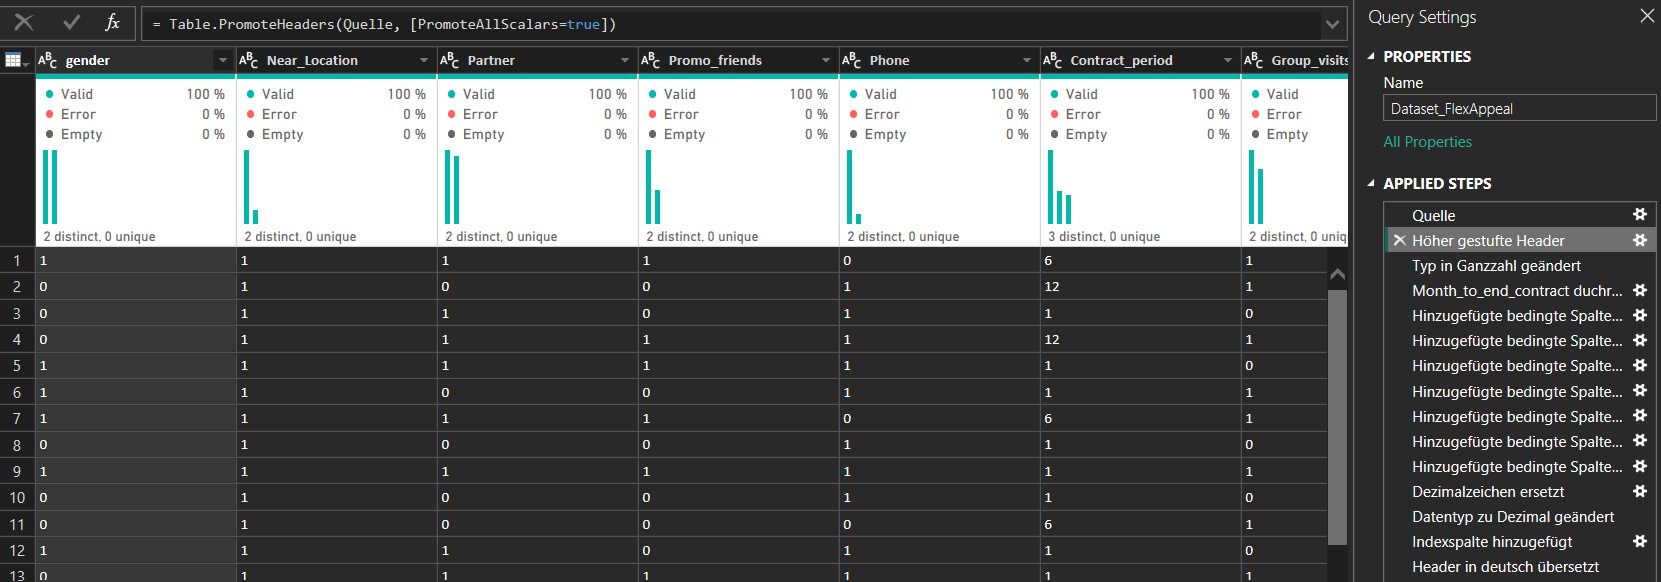 = Table.PromoteHeaders(Quelle, [PromoteAllScalars=true])
gender Near_Location Partner Promo_friends Phone Contract_period Group_visits
Valid 100 % Valid 100 % Valid 100 % Valid 100 % Valid 100 % Valid 100 % Valid
Error 0 % Error 0 % Error 0 % Error 0 % Error 0 % Error 0 % Error
Empty 0 % Empty 0 % Empty 0 % Empty 0 % Empty 0 % Empty 0 % Empty
2 distinct, 0 unique 2 distinct, 0 unique 2 distinct, 0 unique 2 distinct, 0 unique 2 distinct, 0 unique 3 distinct, 0 unique 2 distinct, 0 uniq
1 1 1 1 1 0 6 1
2 0 1 0 0 1 12 1
3 0 1 1 0 1 1 0
4 0 1 1 1 1 12 1
5 1 1 1 1 1 1 0
6 1 1 0 0 1 1 1
7 1 1 1 1 0 6 1
8 0 1 0 0 1 1 0
9 1 1 1 1 1 1 1
10 0 1 0 0 1 1 0
11 0 1 0 0 0 6 1
12 1 1 1 0 1 1 0
13 0 1 1 1 1 1 0
Query Settings
PROPERTIES
Name
Dataset_FlexAppeal
All Properties
APPLIED STEPS
Quelle
Höher gestufte Header
Typ in Ganzzahl geändert
Month_to_end_contract duchr...
Hinzugefügte bedingte Spalte...
Hinzugefügte bedingte Spalte...
Hinzugefügte bedingte Spalte...
Hinzugefügte bedingte Spalte...
Hinzugefügte bedingte Spalte...
Hinzugefügte bedingte Spalte...
Hinzugefügte bedingte Spalte...
Dezimalzeichen ersetzt
Datentyp zu Dezimal geändert
Indexspalte hinzugefügt
Header in deutsch übersetzt